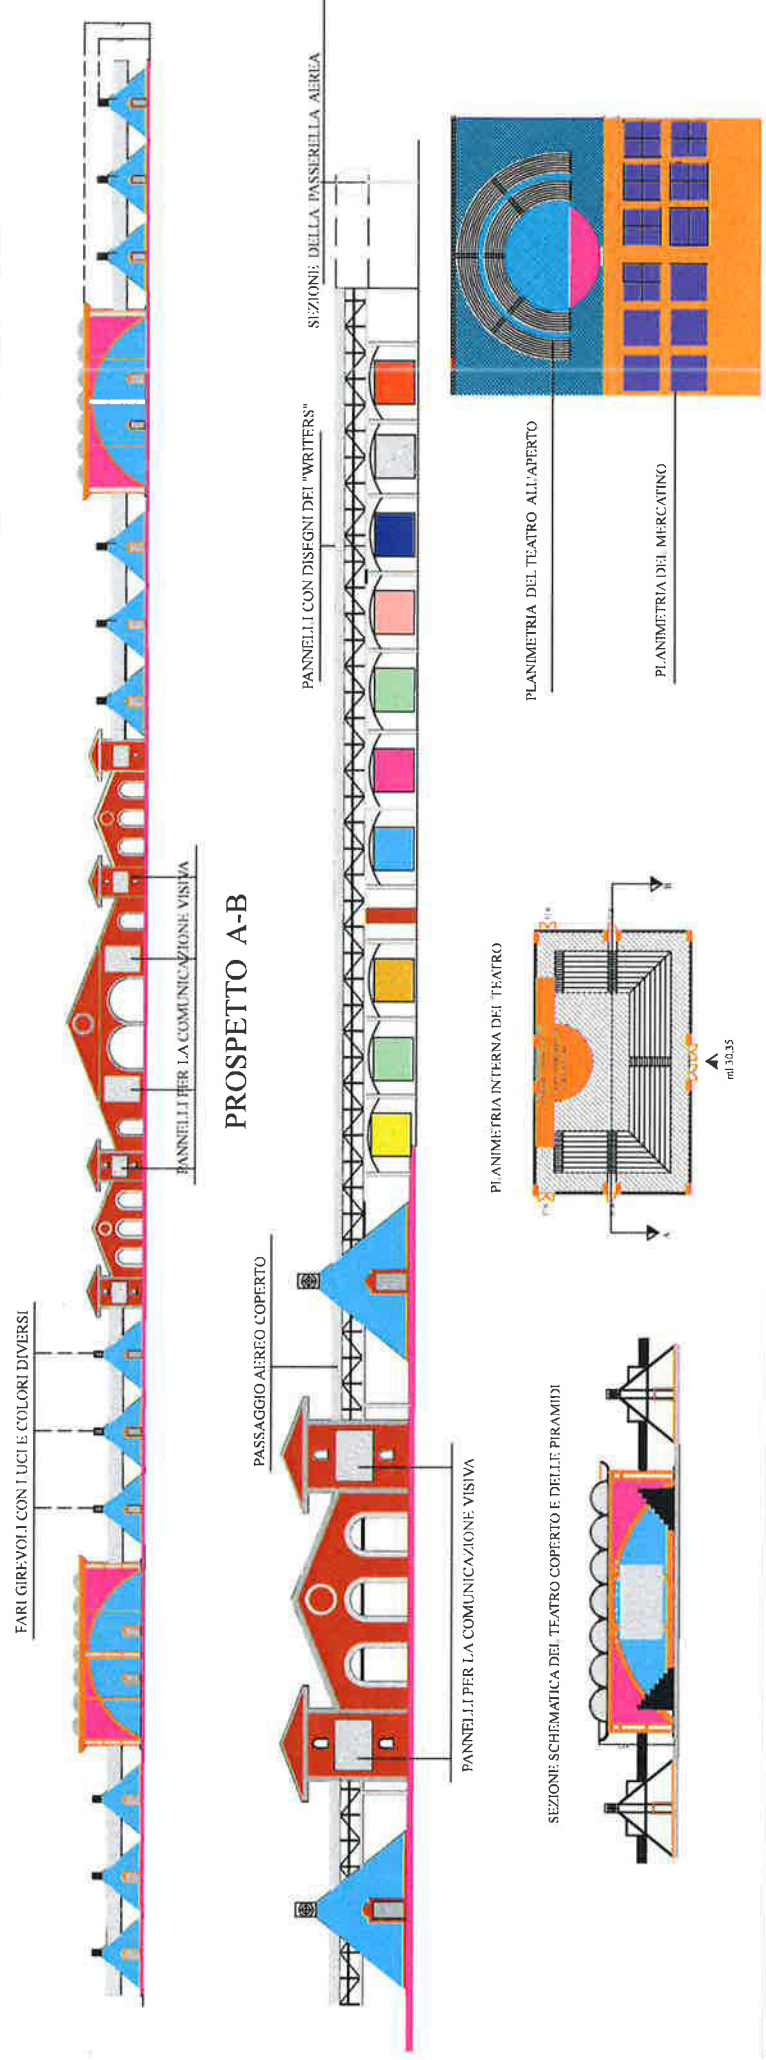 FARI GIREVOLI CON LUCI E COLORI DIVERSI
PANNELLI PER LA COMUNICAZIONE VISIVA
PROSPETTO A-B
PASSAGGIO AEREO COPERTO
PANNELLI CON DISEGNI DEI "WRITERS"
SEZIONE DELLA PASSERELLA AEREA
PANNELLI PER LA COMUNICAZIONE VISIVA
SEZIONE SCHEMATICA DEL TEATRO COPERTO E DELLE PIRAMIDI
PLANIMETRIA INTERNA DEL TEATRO
A
B
ml 30,35
PLANIMETRIA DEL TEATRO ALL'APERTO
PLANIMETRIA DEL MERCATINO